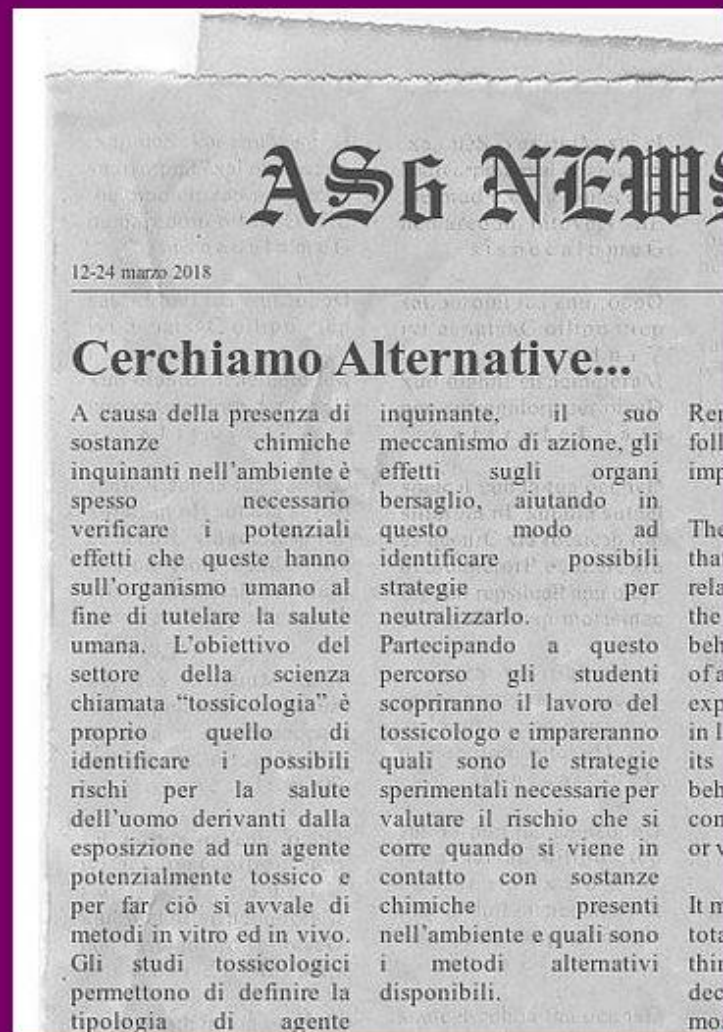 AS6 NEWS
12-24 marzo 2018
Cerchiamo Alternative...
A causa della presenza di
sostanze chimiche
inquinanti nell'ambiente è
spesso necessario
verificare i potenziali
effetti che queste hanno
sull'organismo umano al
fine di tutelare la salute
umana. L'obiettivo del
settore della scienza
chiamata “tossicologia” è
proprio quello di
identificare i possibili
rischi per la salute
dell'uomo derivanti dalla
esposizione ad un agente
potenzialmente tossico e
per far ciò si avvale di
metodi in vitro ed in vivo.
Gli studi tossicologici
permettono di definire la
tipologia di agente
inquinante, il suo
meccanismo di azione, gli
effetti sugli organi
bersaglio, aiutando in
questo modo ad
identificare possibili
strategie per
neutralizzarlo.
Partecipando a questo
percorso gli studenti
scopriranno il lavoro del
tossicologo e impareranno
quali sono le strategie
sperimentali necessarie per
valutare il rischio che si
corre quando si viene in
contatto con sostanze
chimiche presenti
nell'ambiente e quali sono
i metodi alternativi
disponibili.
the
in
its
or
It